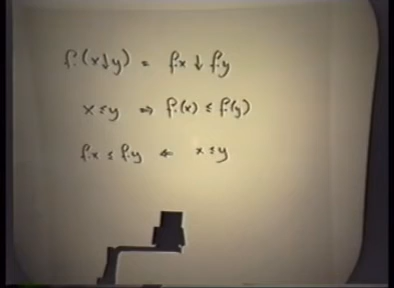 f.(x↓y) = f.x ↓ f.y
x ≤ y ⇒ f.(x) ≤ f.(y)
f.x ≤ f.y ⇐ x ≤ y